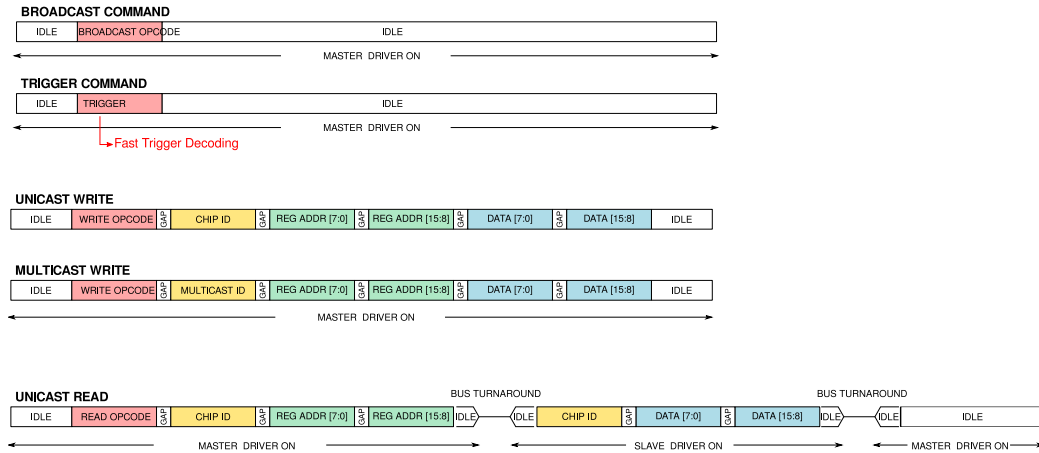 BROADCAST COMMAND
IDLE BROADCAST OPCODE IDLE
MASTER DRIVER ON
TRIGGER COMMAND
IDLE TRIGGER IDLE
MASTER DRIVER ON
Fast Trigger Decoding
UNICAST WRITE
IDLE WRITE OPCODE GAP CHIP ID GAP REG ADDR [7:0] GAP REG ADDR [15:8] GAP DATA [7:0] GAP DATA [15:8] IDLE
MULTICAST WRITE
IDLE WRITE OPCODE GAP MULTICAST ID GAP REG ADDR [7:0] GAP REG ADDR [15:8] GAP DATA [7:0] GAP DATA [15:8] IDLE
MASTER DRIVER ON
UNICAST READ BUS TURNAROUND BUS TURNAROUND
IDLE READ OPCODE GAP CHIP ID GAP REG ADDR [7:0] GAP REG ADDR [15:8] IDLE IDLE CHIP ID GAP DATA [7:0] GAP DATA [15:8] IDLE IDLE IDLE
MASTER DRIVER ON SLAVE DRIVER ON MASTER DRIVER ON